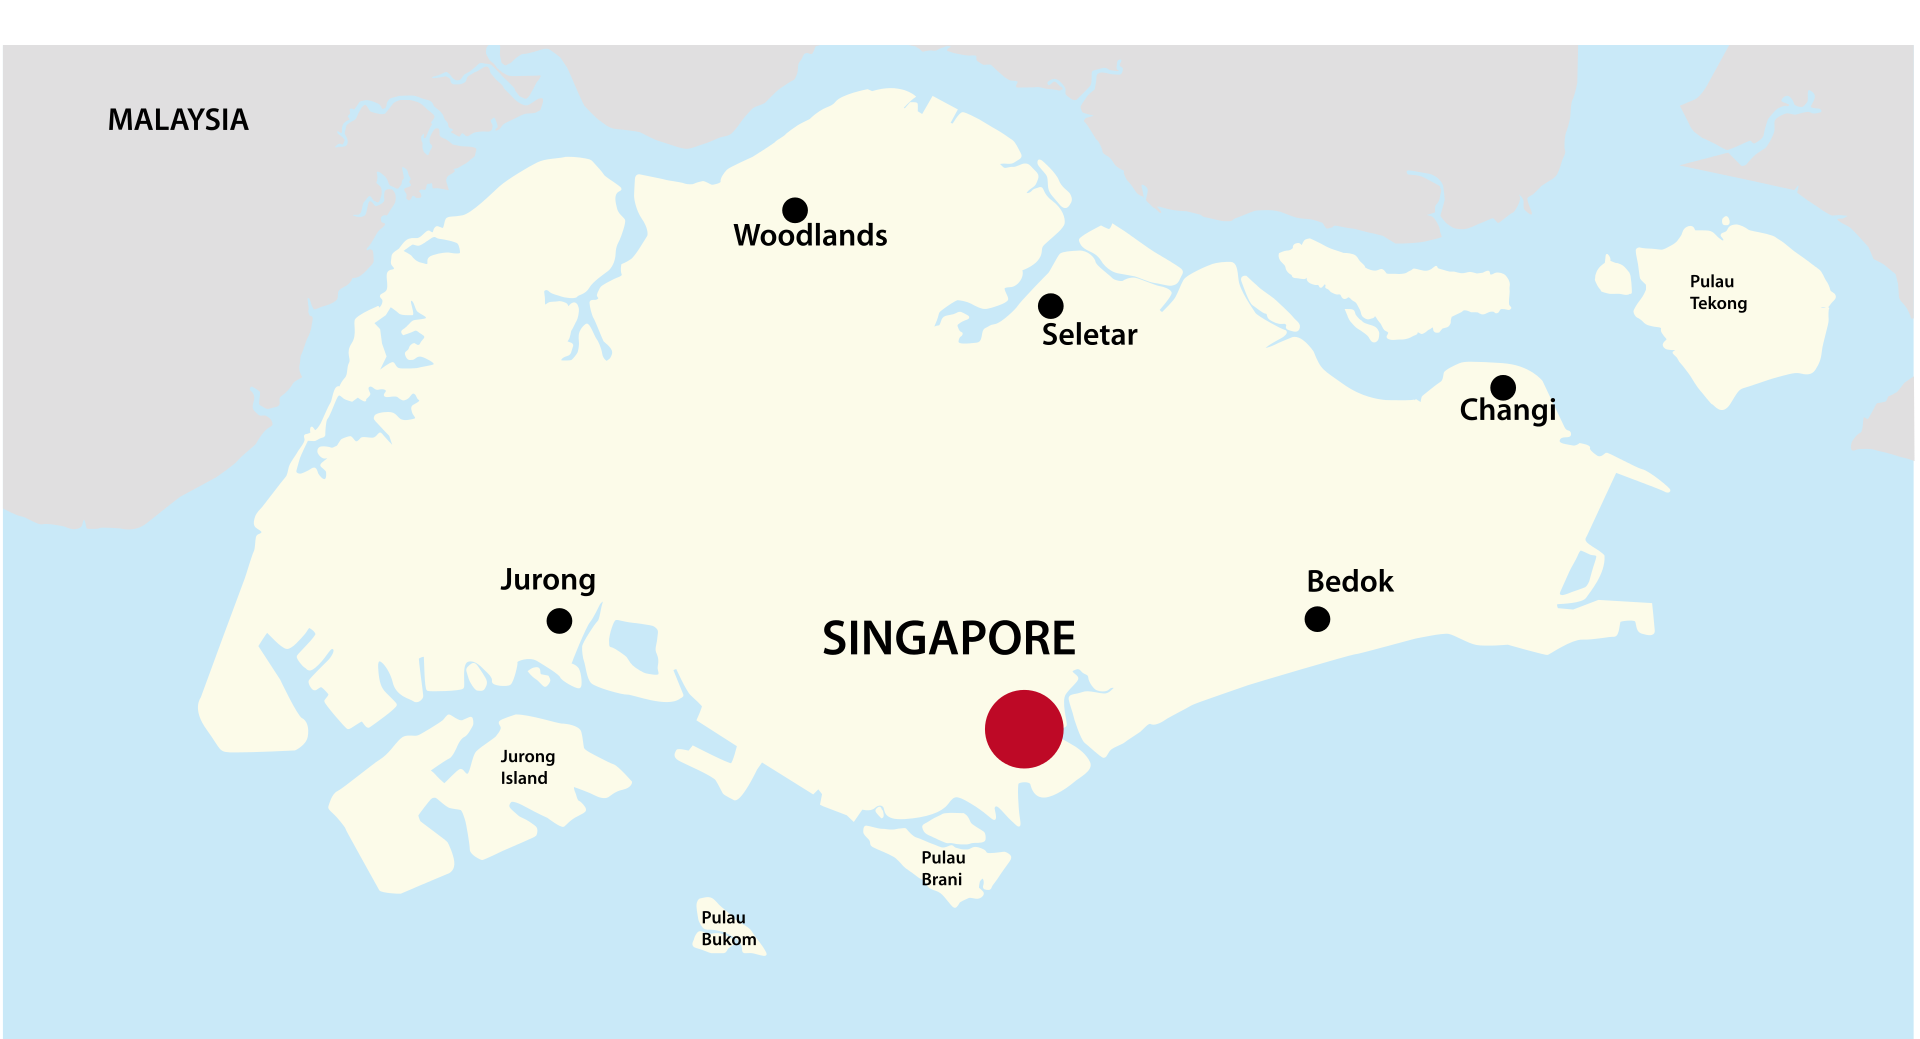 MALAYSIA
Woodlands
Pulau
Tekong
Seletar
Changi
Jurong
Bedok
SINGAPORE
Jurong
Island
Pulau
Brani
Pulau
Bukom